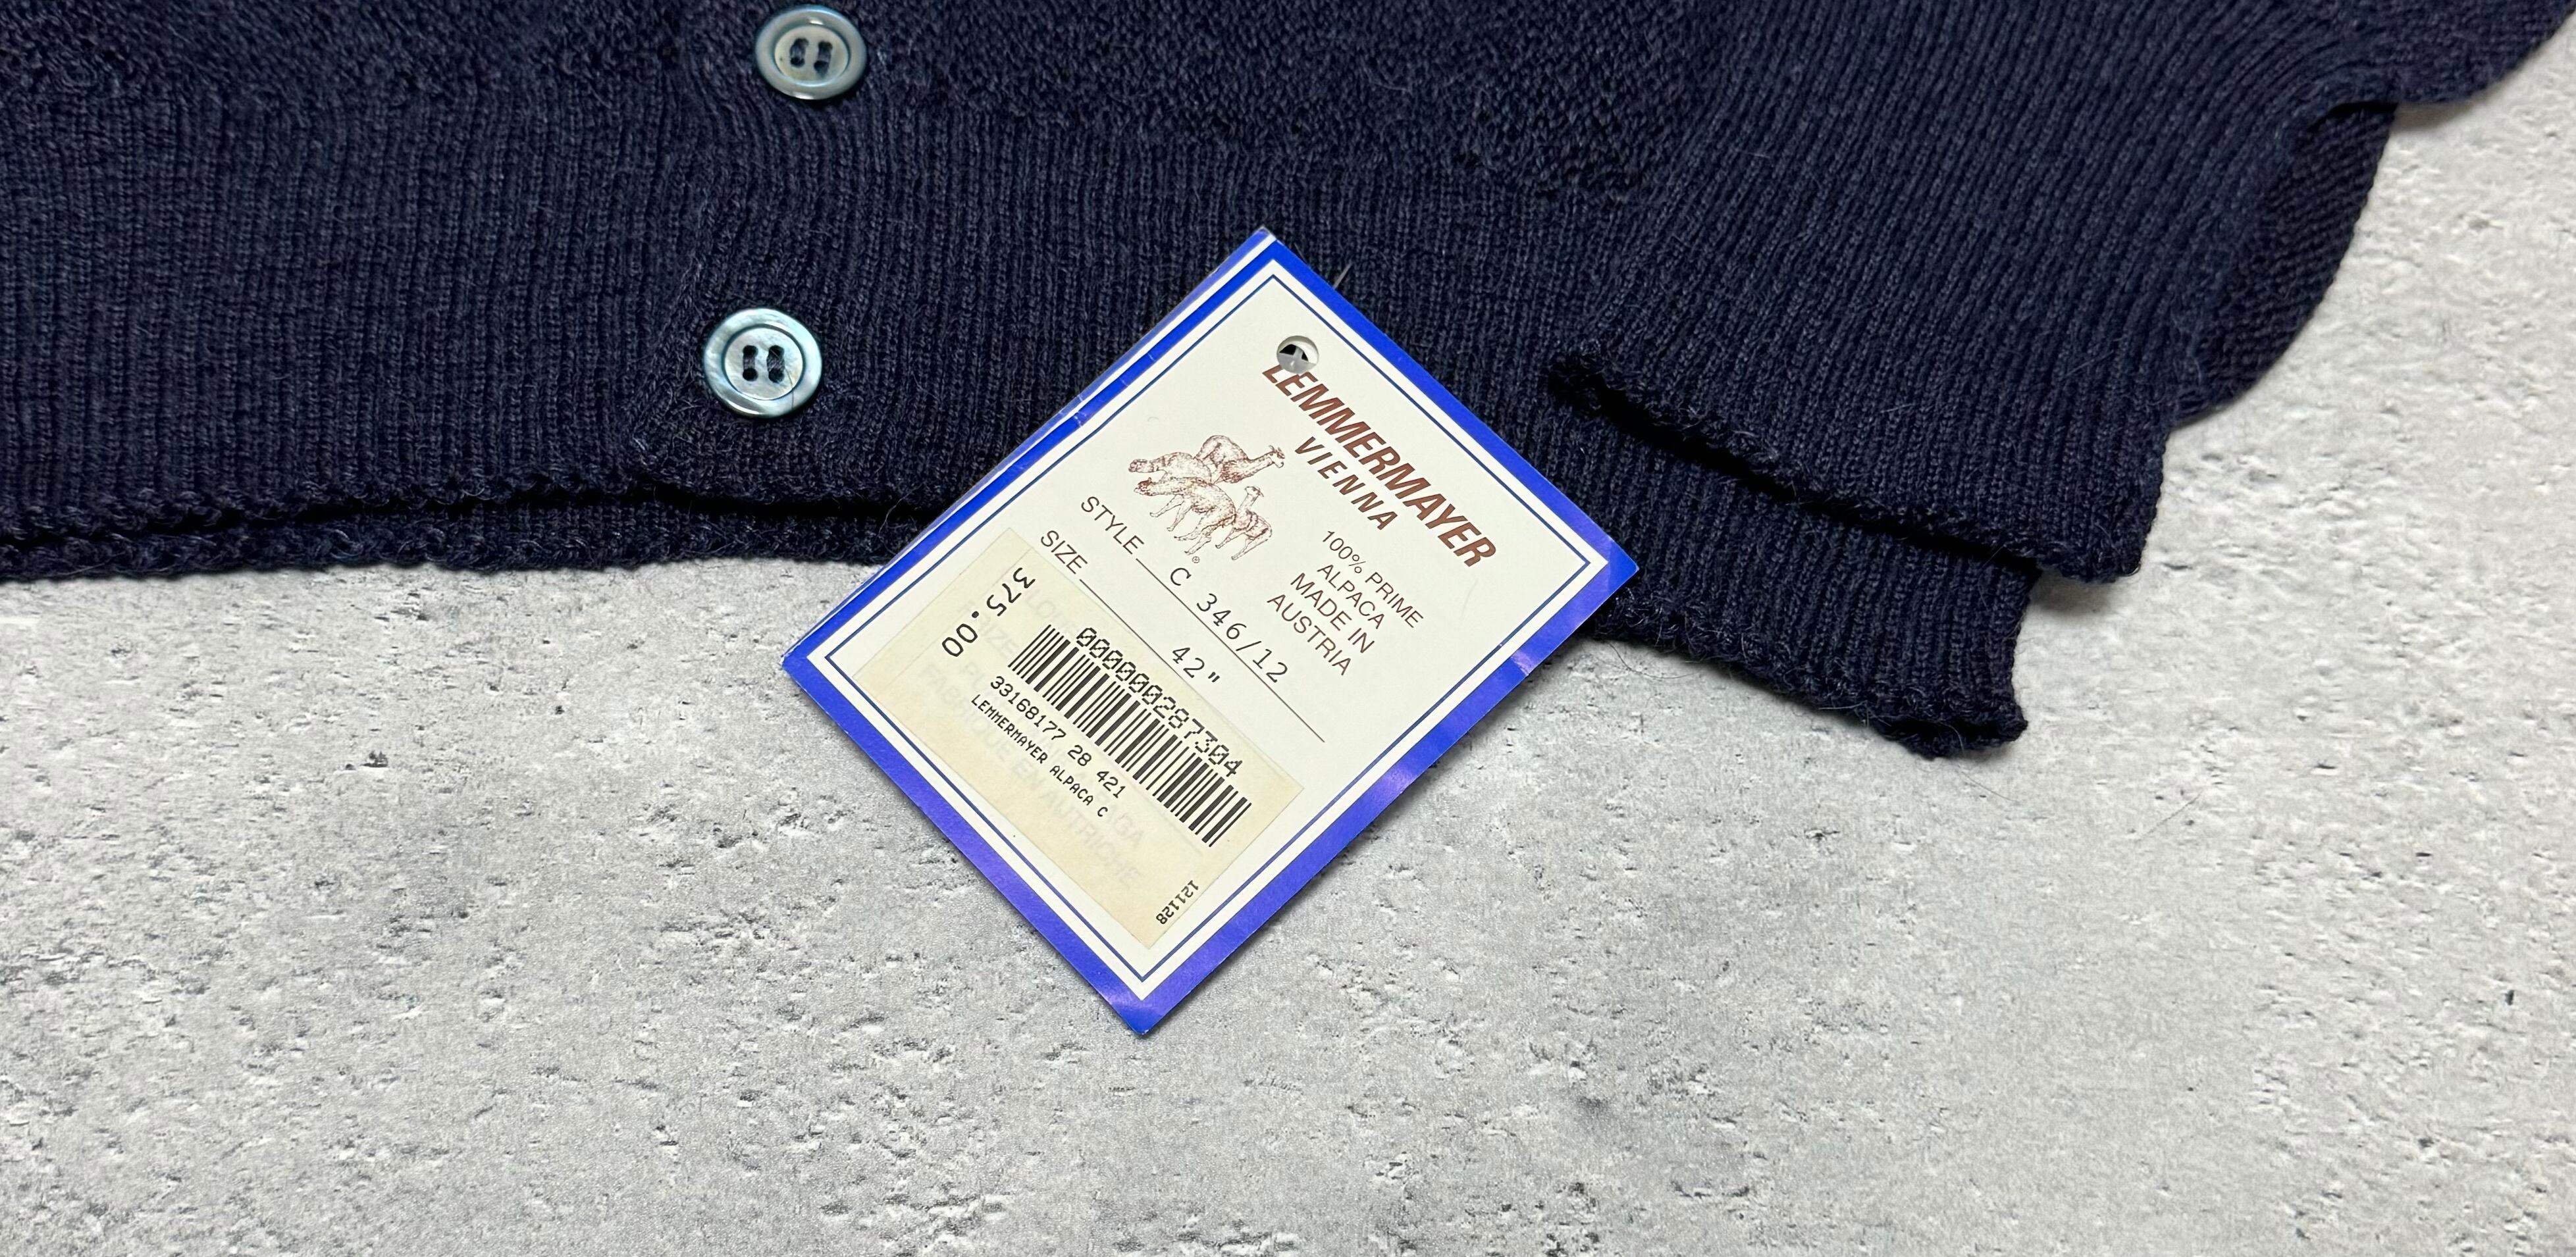 LEMMERMAYER
VIENNA
100% PRIME
ALPACA
MADE IN
AUSTRIA
®
STYLE C 346/12
SIZE 42"
0000000287304
33168177 28 421
LEMMERMAYER ALPACA C
375.00
121128